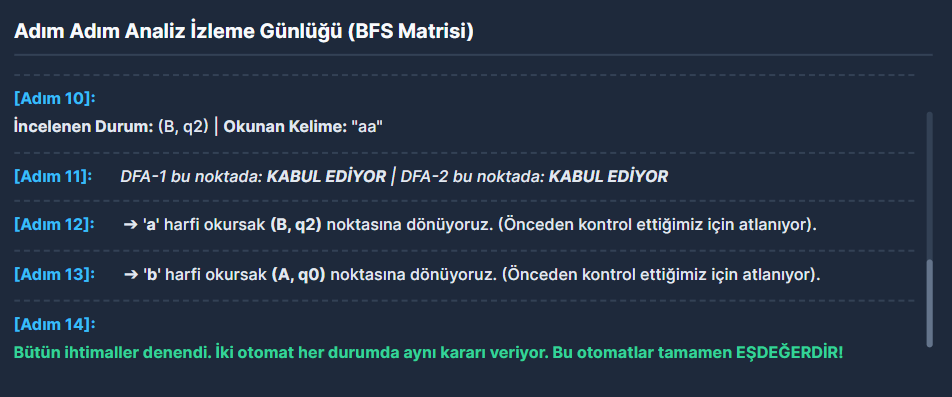 Adım Adım Analiz İzleme Günlüğü (BFS Matrisi)
[Adım 10]:
İncelenen Durum: (B, q2) | Okunan Kelime: "aa"
[Adım 11]: DFA-1 bu noktada: KABUL EDİYOR | DFA-2 bu noktada: KABUL EDİYOR
[Adım 12]: ➔ 'a' harfi okursak (B, q2) noktasına dönüyoruz. (Önceden kontrol ettiğimiz için atlanıyor).
[Adım 13]: ➔ 'b' harfi okursak (A, q0) noktasına dönüyoruz. (Önceden kontrol ettiğimiz için atlanıyor).
[Adım 14]:
Bütün ihtimaller denendi. İki otomat her durumda aynı kararı veriyor. Bu otomatlar tamamen EŞDEĞERDİR!